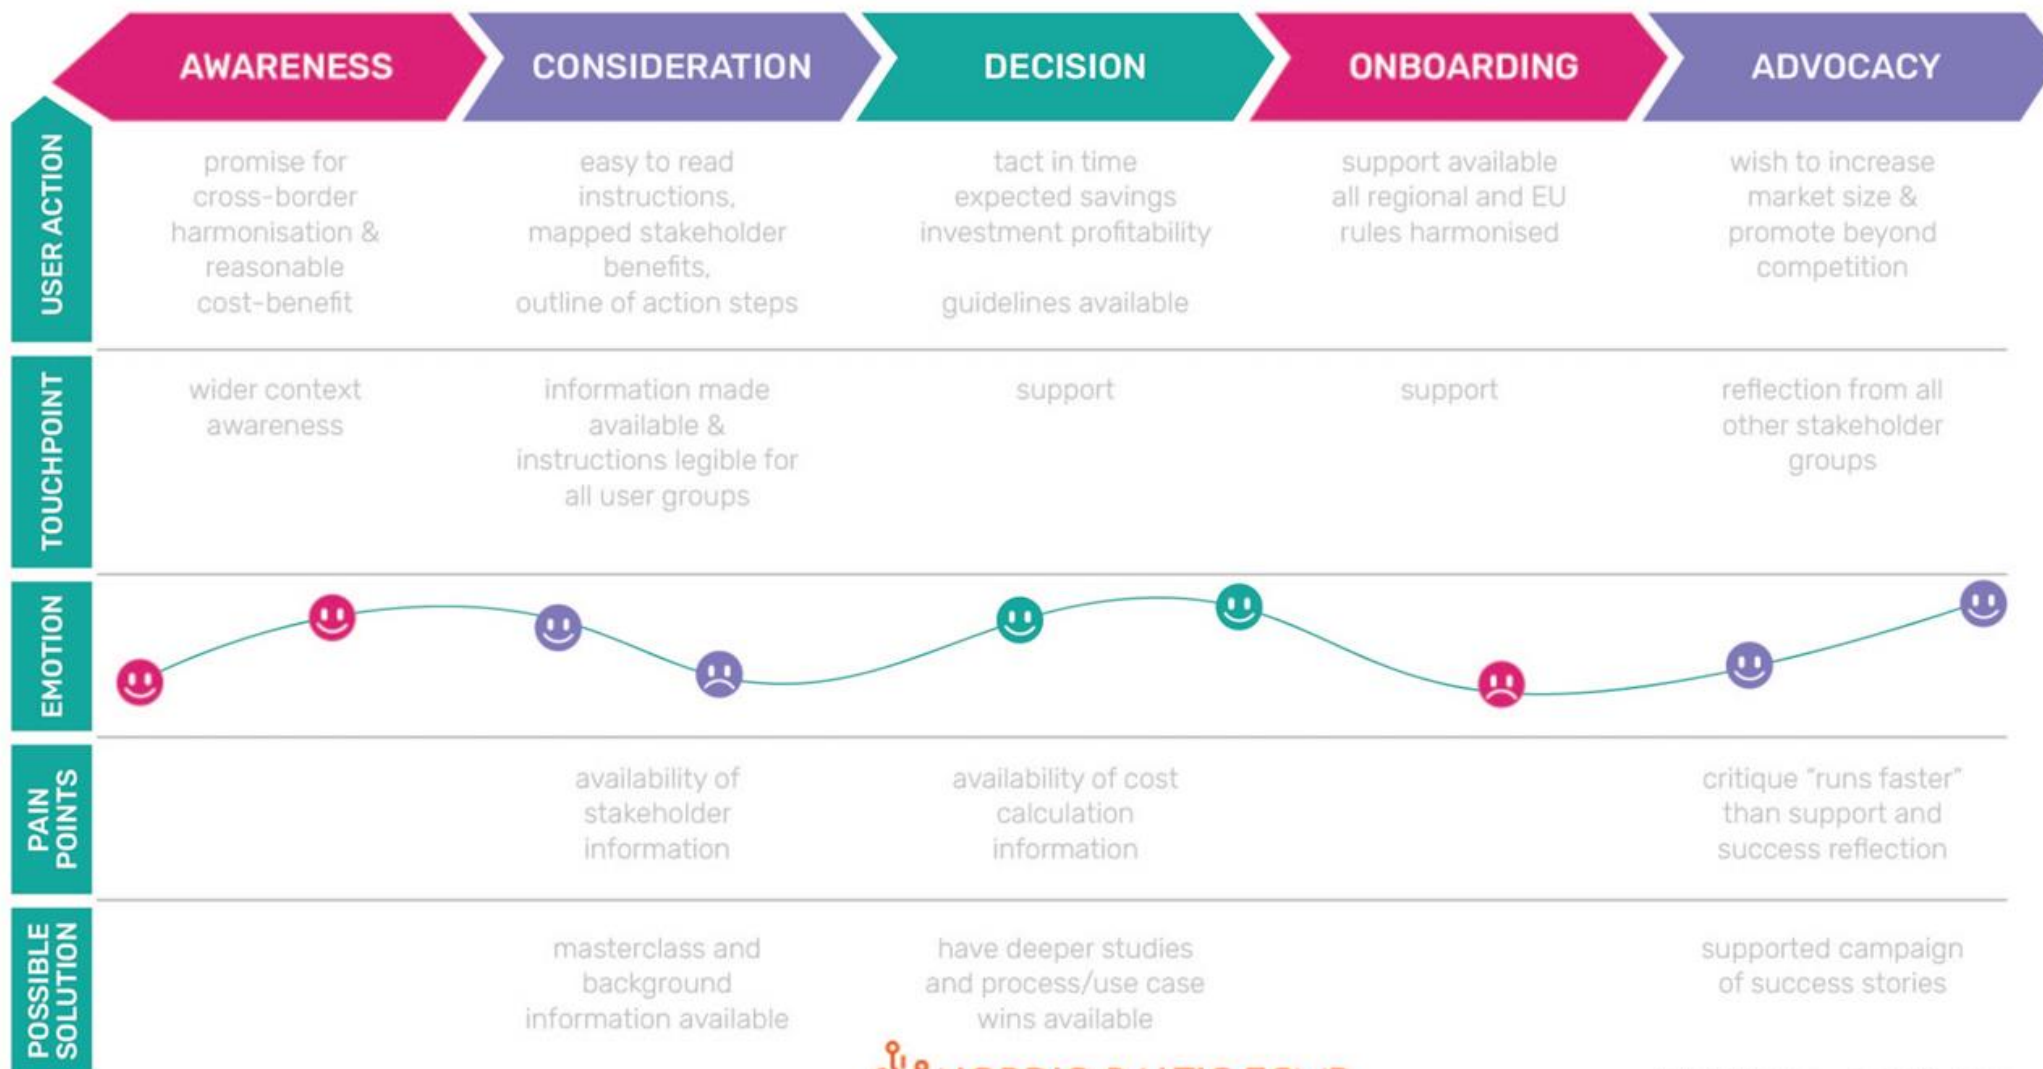 AWARENESS
CONSIDERATION
DECISION
ONBOARDING
ADVOCACY
USER ACTION
promise for
cross-border
harmonisation &
reasonable
cost-benefit
easy to read
instructions,
mapped stakeholder
benefits,
outline of action steps
tact in time
expected savings
investment profitability
guidelines available
support available
all regional and EU
rules harmonised
wish to increase
market size &
promote beyond
competition
TOUCHPOINT
wider context
awareness
information made
available &
instructions legible for
all user groups
support
support
reflection from all
other stakeholder
groups
EMOTION
PAIN
POINTS
availability of
stakeholder
information
availability of cost
calculation
information
critique "runs faster"
than support and
success reflection
POSSIBLE
SOLUTION
masterclass and
background
information available
have deeper studies
and process/use case
wins available
supported campaign
of success stories